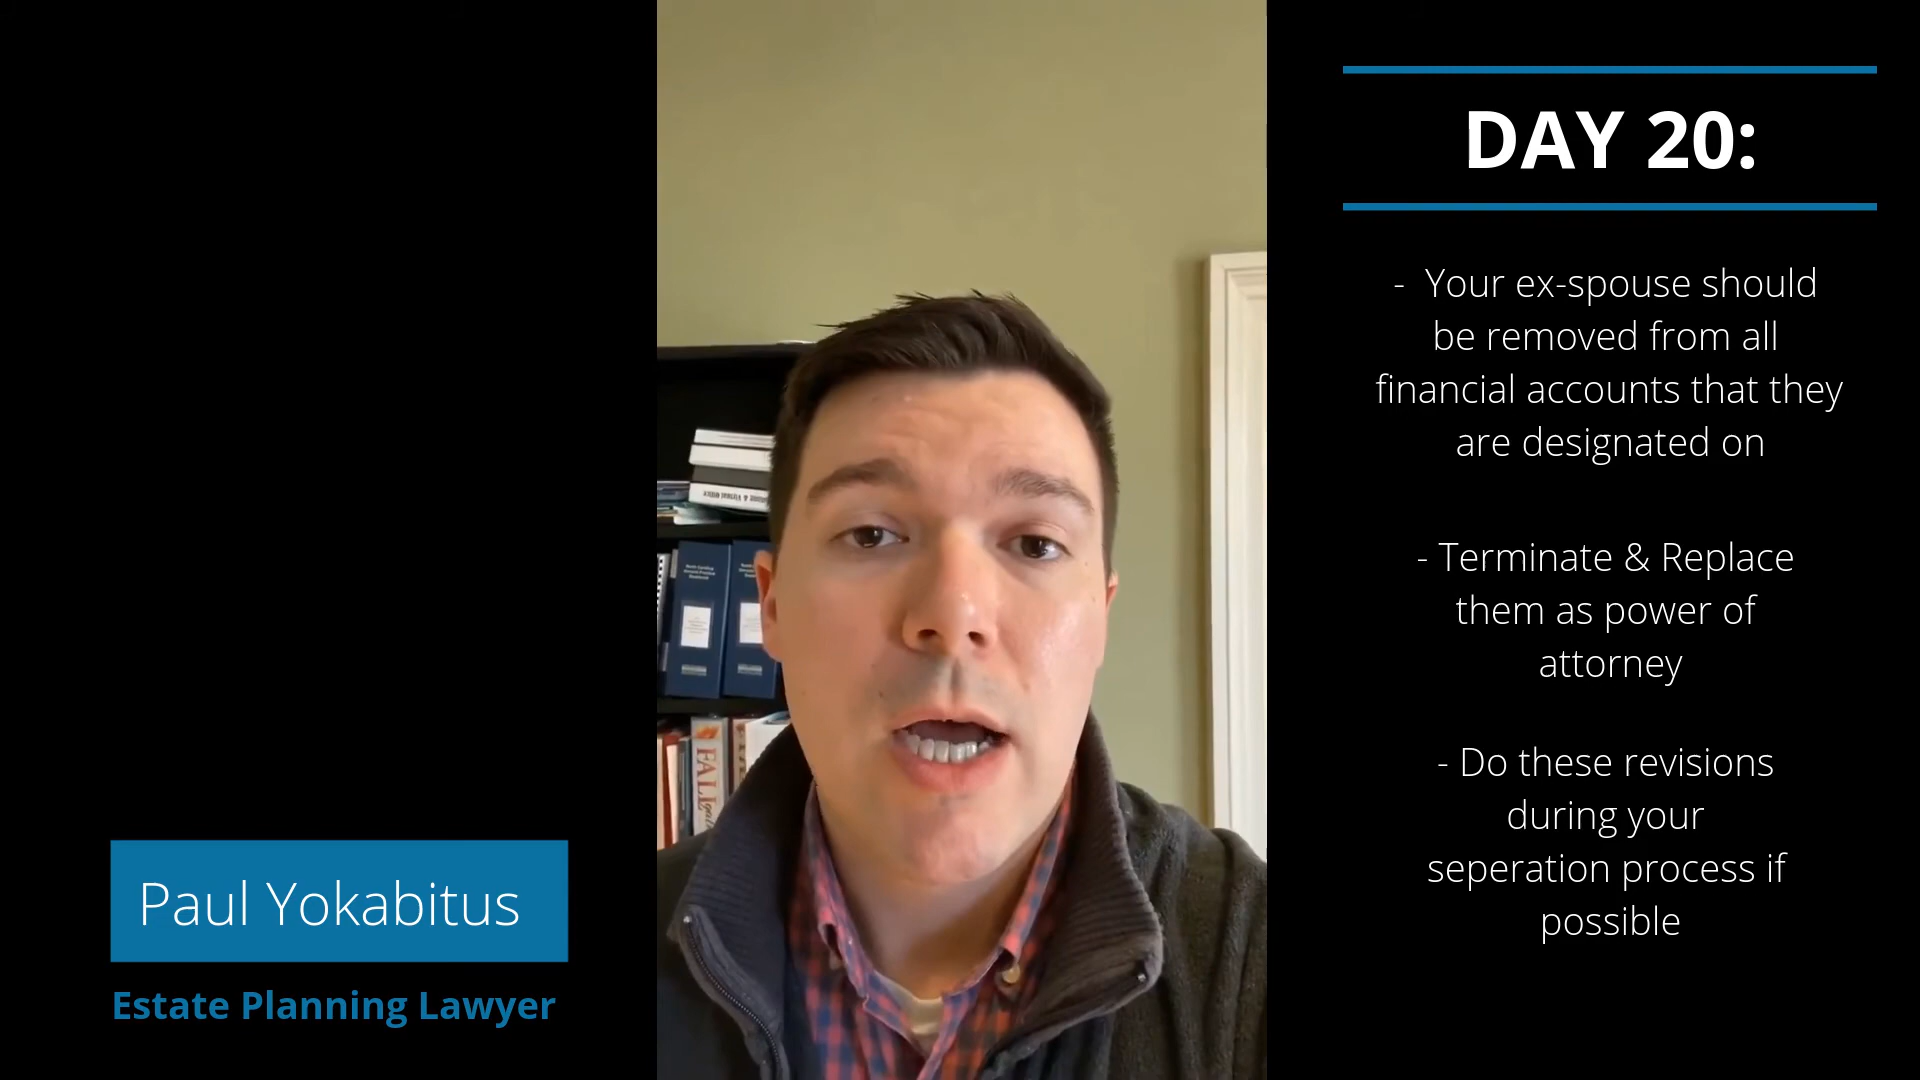 DAY 20:
- Your ex-spouse should
be removed from all
financial accounts that they
are designated on
- Terminate & Replace
them as power of
attorney
- Do these revisions
during your
seperation process if
possible
Paul Yokabitus
Estate Planning Lawyer
FALL